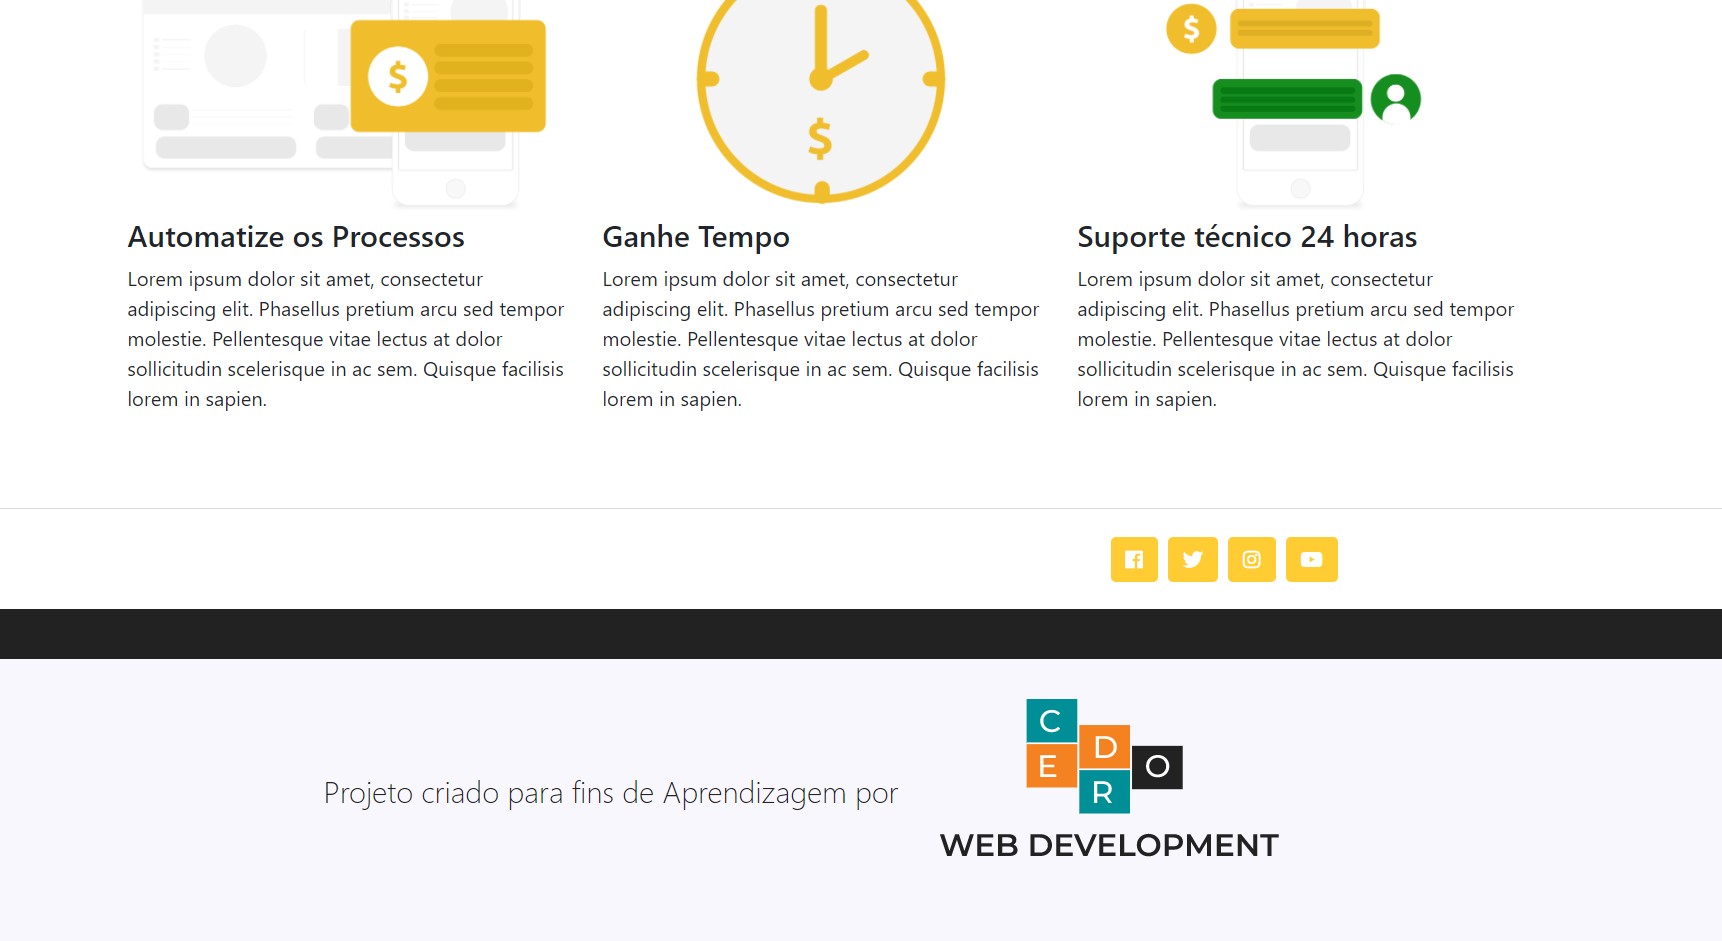 $
$
$
Automatize os Processos
Lorem ipsum dolor sit amet, consectetur
adipiscing elit. Phasellus pretium arcu sed tempor
molestie. Pellentesque vitae lectus at dolor
sollicitudin scelerisque in ac sem. Quisque facilisis
lorem in sapien.
Ganhe Tempo
Lorem ipsum dolor sit amet, consectetur
adipiscing elit. Phasellus pretium arcu sed tempor
molestie. Pellentesque vitae lectus at dolor
sollicitudin scelerisque in ac sem. Quisque facilisis
lorem in sapien.
Suporte técnico 24 horas
Lorem ipsum dolor sit amet, consectetur
adipiscing elit. Phasellus pretium arcu sed tempor
molestie. Pellentesque vitae lectus at dolor
sollicitudin scelerisque in ac sem. Quisque facilisis
lorem in sapien.
Projeto criado para fins de Aprendizagem por
C
D
E
O
R
WEB DEVELOPMENT